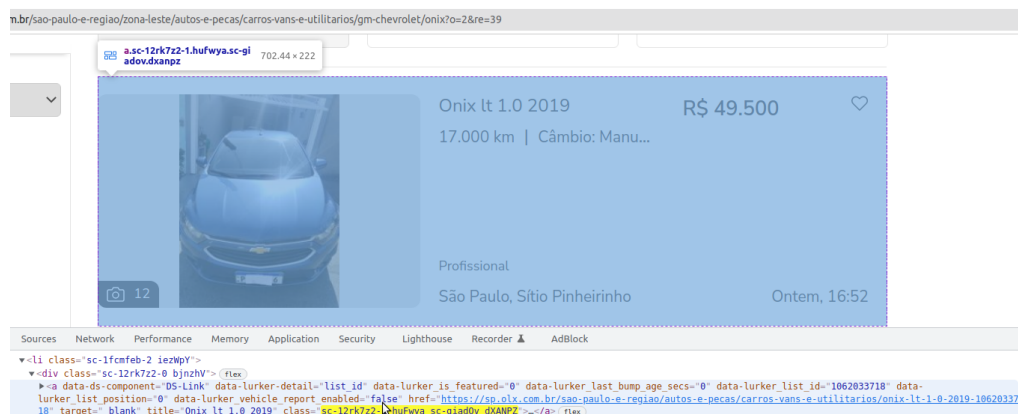 m.br/sao-paulo-e-regiao/zona-leste/autos-e-pecas/carros-vans-e-utilitarios/gm-chevrolet/onix?o=2&re=39
a.sc-12rk7z2-1.hufwya.sc-gi
adov.dxanpz
702.44 × 222
Onix lt 1.0 2019
R$ 49.500
17.000 km | Câmbio: Manu...
Profissional
12
São Paulo, Sítio Pinheirinho
Ontem, 16:52
Sources Network Performance Memory Application Security Lighthouse Recorder AdBlock
▼<li class="sc-1fcmfeb-2 iezWpY">
▼<div class="sc-12rk7z2-0 bjnzhV"> flex
▶<a data-ds-component="DS-Link" data-lurker-detail="list_id" data-lurker_is_featured="0" data-lurker_last_bump_age_secs="0" data-lurker_list_id="1062033718" data-
lurker_list_position="0" data-lurker_vehicle_report_enabled="false" href="https://sp.olx.com.br/sao-paulo-e-regiao/autos-e-pecas/carros-vans-e-utilitarios/onix-lt-1-0-2019-10620337
18" target="_blank" title="Onix lt 1.0 2019" class="sc-12rk7z2- hufWya sc-giadOv dXANPZ">…</a> flex